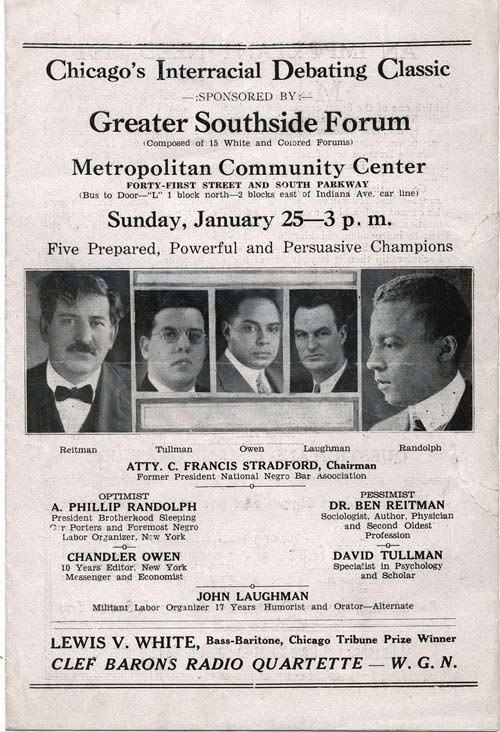 Chicago's Interracial Debating Classic
—:SPONSORED BY:—
Greater Southside Forum
(Composed of 15 White and Colored Forums)
Metropolitan Community Center
FORTY-FIRST STREET AND SOUTH PARKWAY
(Bus to Door—"L" 1 block north—2 blocks east of Indiana Ave. car line)
Sunday, January 25—3 p. m.
Five Prepared, Powerful and Persuasive Champions
Reitman Tullman Owen Laughman Randolph
ATTY. C. FRANCIS STRADFORD, Chairman
Former President National Negro Bar Association
OPTIMIST
A. PHILLIP RANDOLPH
President Brotherhood Sleeping
Car Porters and Foremost Negro
Labor Organizer, New York
—o—
CHANDLER OWEN
10 Years Editor, New York
Messenger and Economist
PESSIMIST
DR. BEN REITMAN
Sociologist, Author, Physician
and Second Oldest
Profession
—o—
DAVID TULLMAN
Specialist in Psychology
and Scholar
JOHN LAUGHMAN
Militant Labor Organizer 17 Years Humorist and Orator—Alternate
LEWIS V. WHITE, Bass-Baritone, Chicago Tribune Prize Winner
CLEF BARONS RADIO QUARTETTE — W. G. N.